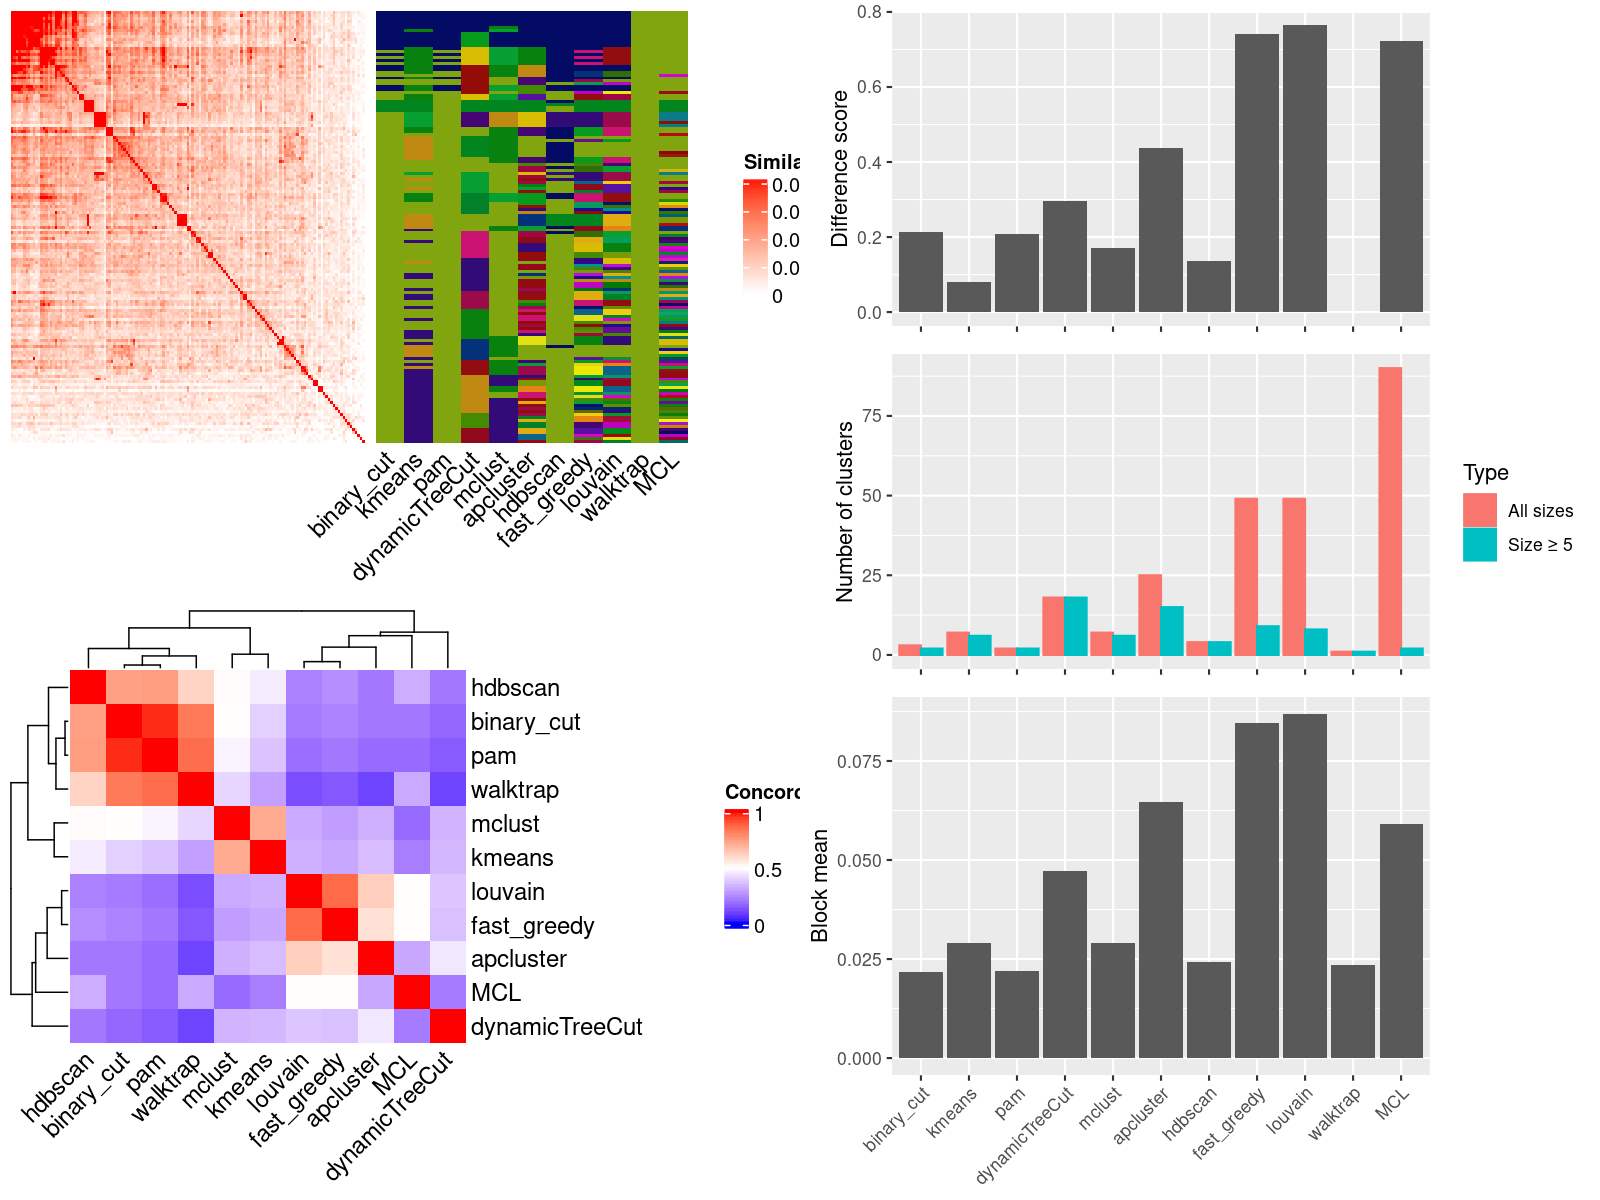 Simila
0.0
0.0
0.0
0.0
0
binary_cut
kmeans
pam
dynamicTreeCut
mclust
apcluster
hdbscan
fast_greedy
louvain
walktrap
MCL
hdbscan
binary_cut
pam
walktrap
mclust
kmeans
louvain
fast_greedy
apcluster
MCL
dynamicTreeCut
hdbscan
binary_cut
pam
walktrap
mclust
kmeans
louvain
fast_greedy
apcluster
MCL
dynamicTreeCut
Concord
1
0.5
0
Difference score
0.8
0.6
0.4
0.2
0.0
Number of clusters
75
50
25
0
Type
All sizes
Size ≥ 5
Block mean
0.075
0.050
0.025
0.000
binary_cut
kmeans
pam
dynamicTreeCut
mclust
apcluster
hdbscan
fast_greedy
louvain
walktrap
MCL